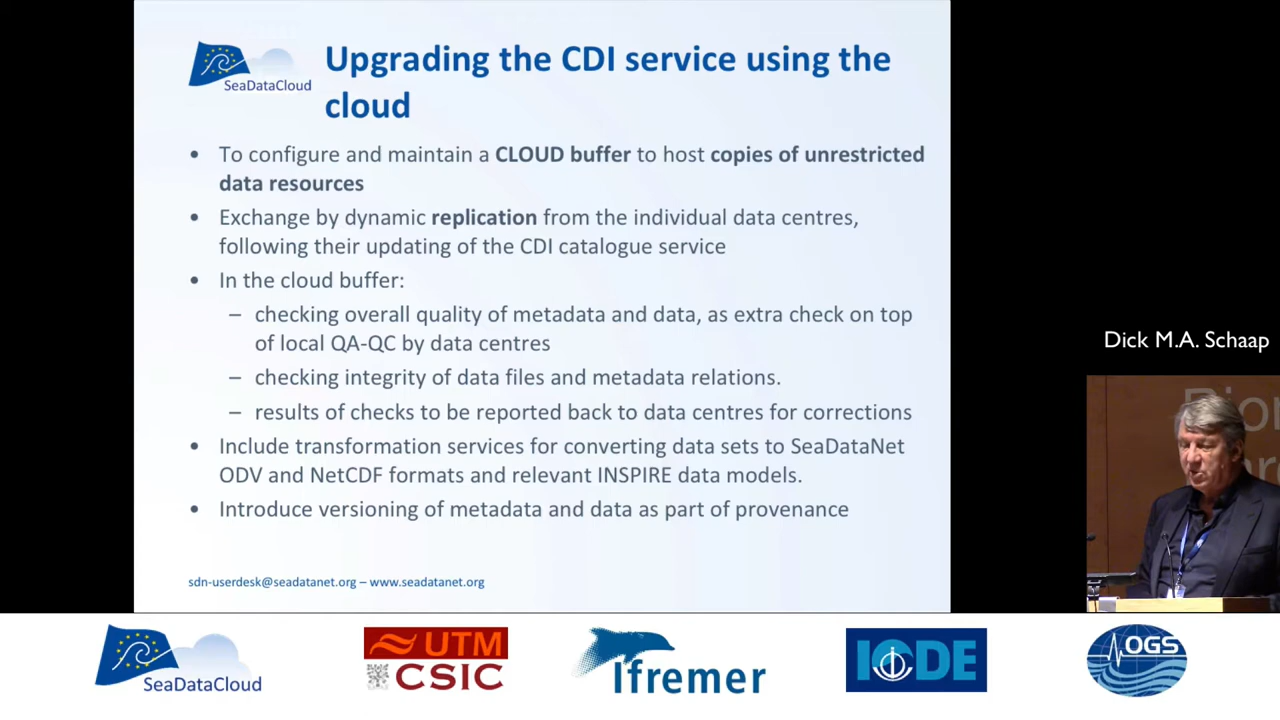 SeaDataCloud
Upgrading the CDI service using the
cloud
• To configure and maintain a CLOUD buffer to host copies of unrestricted
data resources
• Exchange by dynamic replication from the individual data centres,
following their updating of the CDI catalogue service
• In the cloud buffer:
– checking overall quality of metadata and data, as extra check on top
of local QA-QC by data centres
– checking integrity of data files and metadata relations.
– results of checks to be reported back to data centres for corrections
• Include transformation services for converting data sets to SeaDataNet
ODV and NetCDF formats and relevant INSPIRE data models.
• Introduce versioning of metadata and data as part of provenance
sdn-userdesk@seadatanet.org – www.seadatanet.org
Dick M.A. Schaap
SeaDataCloud
UTM
CSIC
Ifremer
IODE
OGS